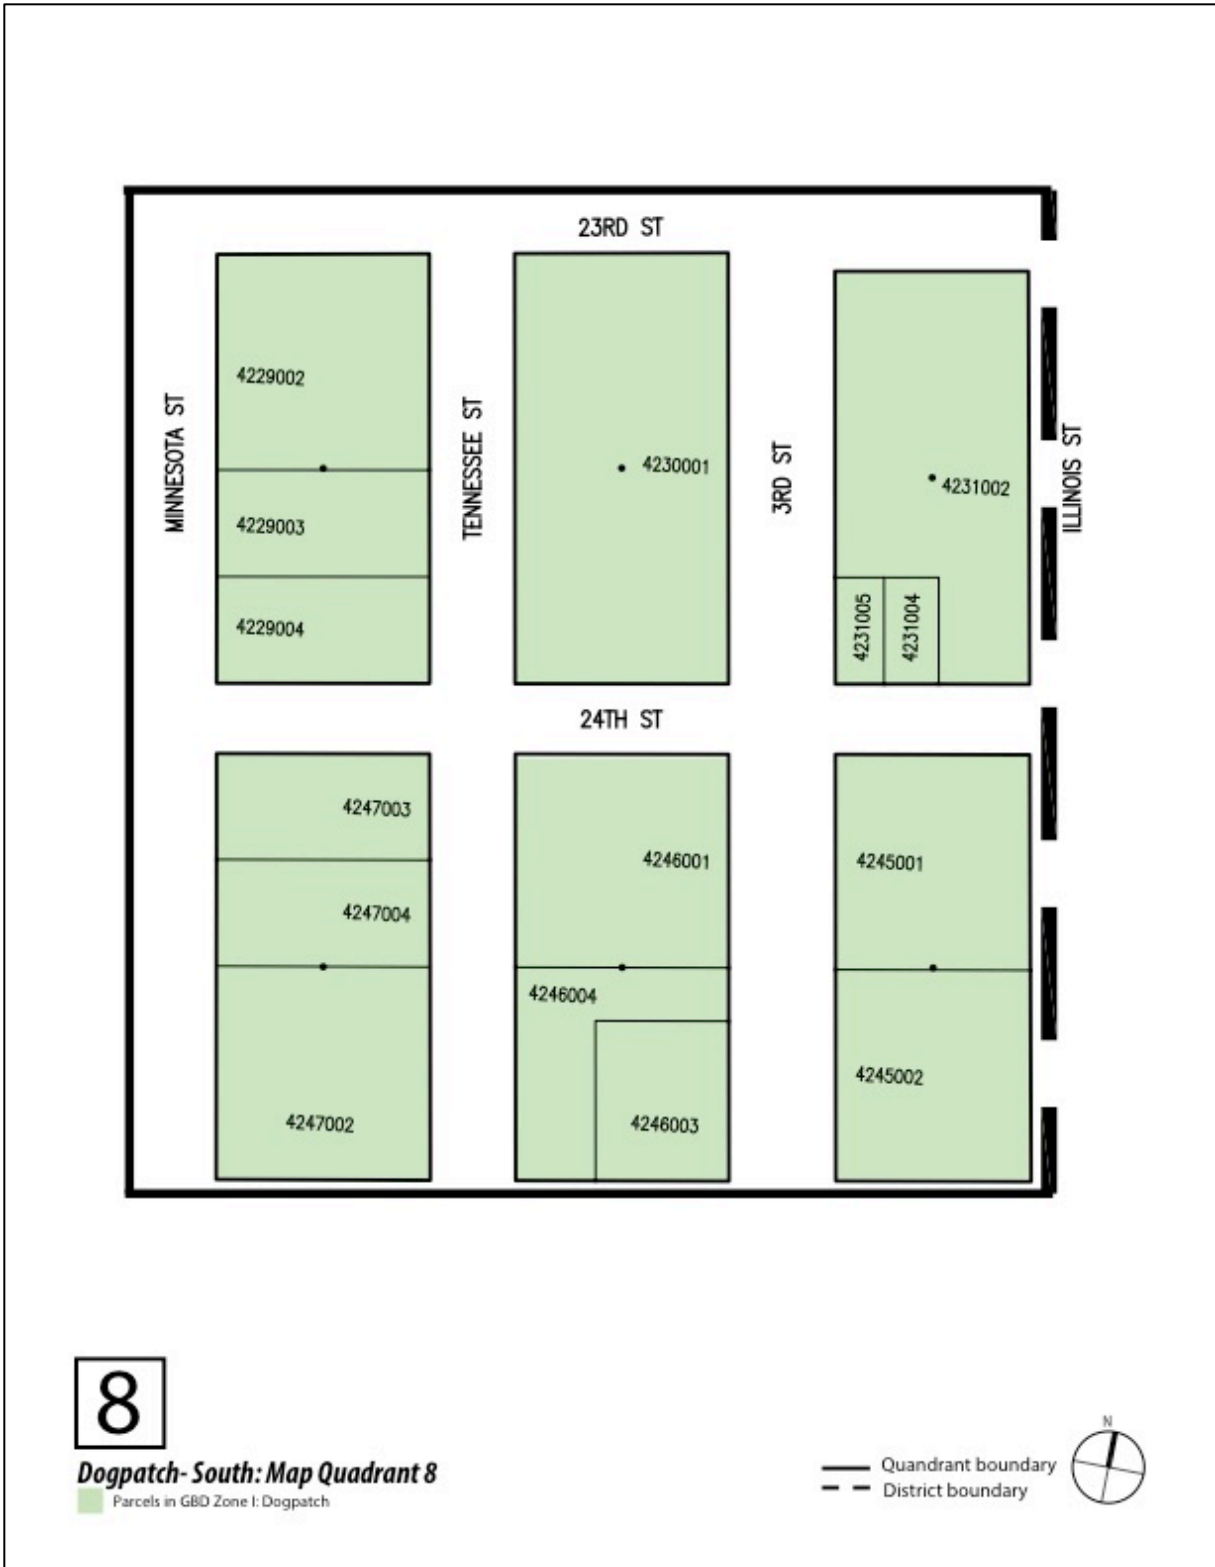 23RD ST
4229002
MINNESOTA ST
TENNESSEE ST
4230001
3RD ST
4231002
ILLINOIS ST
4229003
4229004
4231005
4231004
24TH ST
4247003
4246001
4245001
4247004
4246004
4245002
4247002
4246003
8
Dogpatch- South: Map Quadrant 8
Parcels in GBD Zone I: Dogpatch
N
Quandrant boundary
District boundary